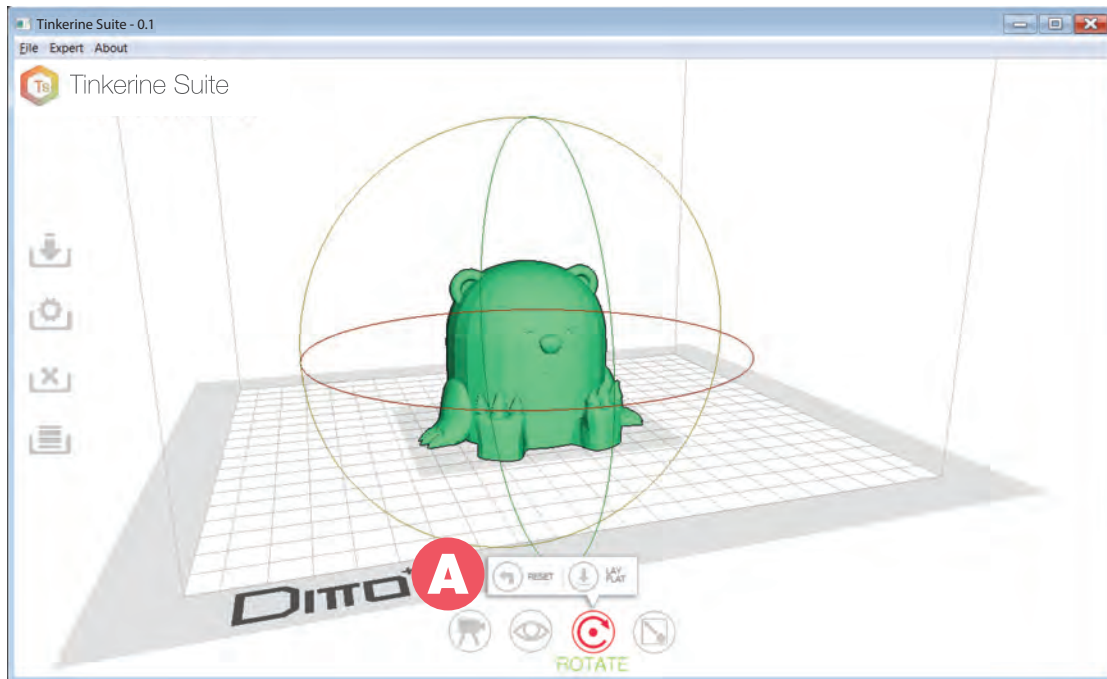 Tinkerine Suite - 0.1
File Expert About
Ts Tinkerine Suite
A
RESET
LAY
FLAT
DITTO+
ROTATE